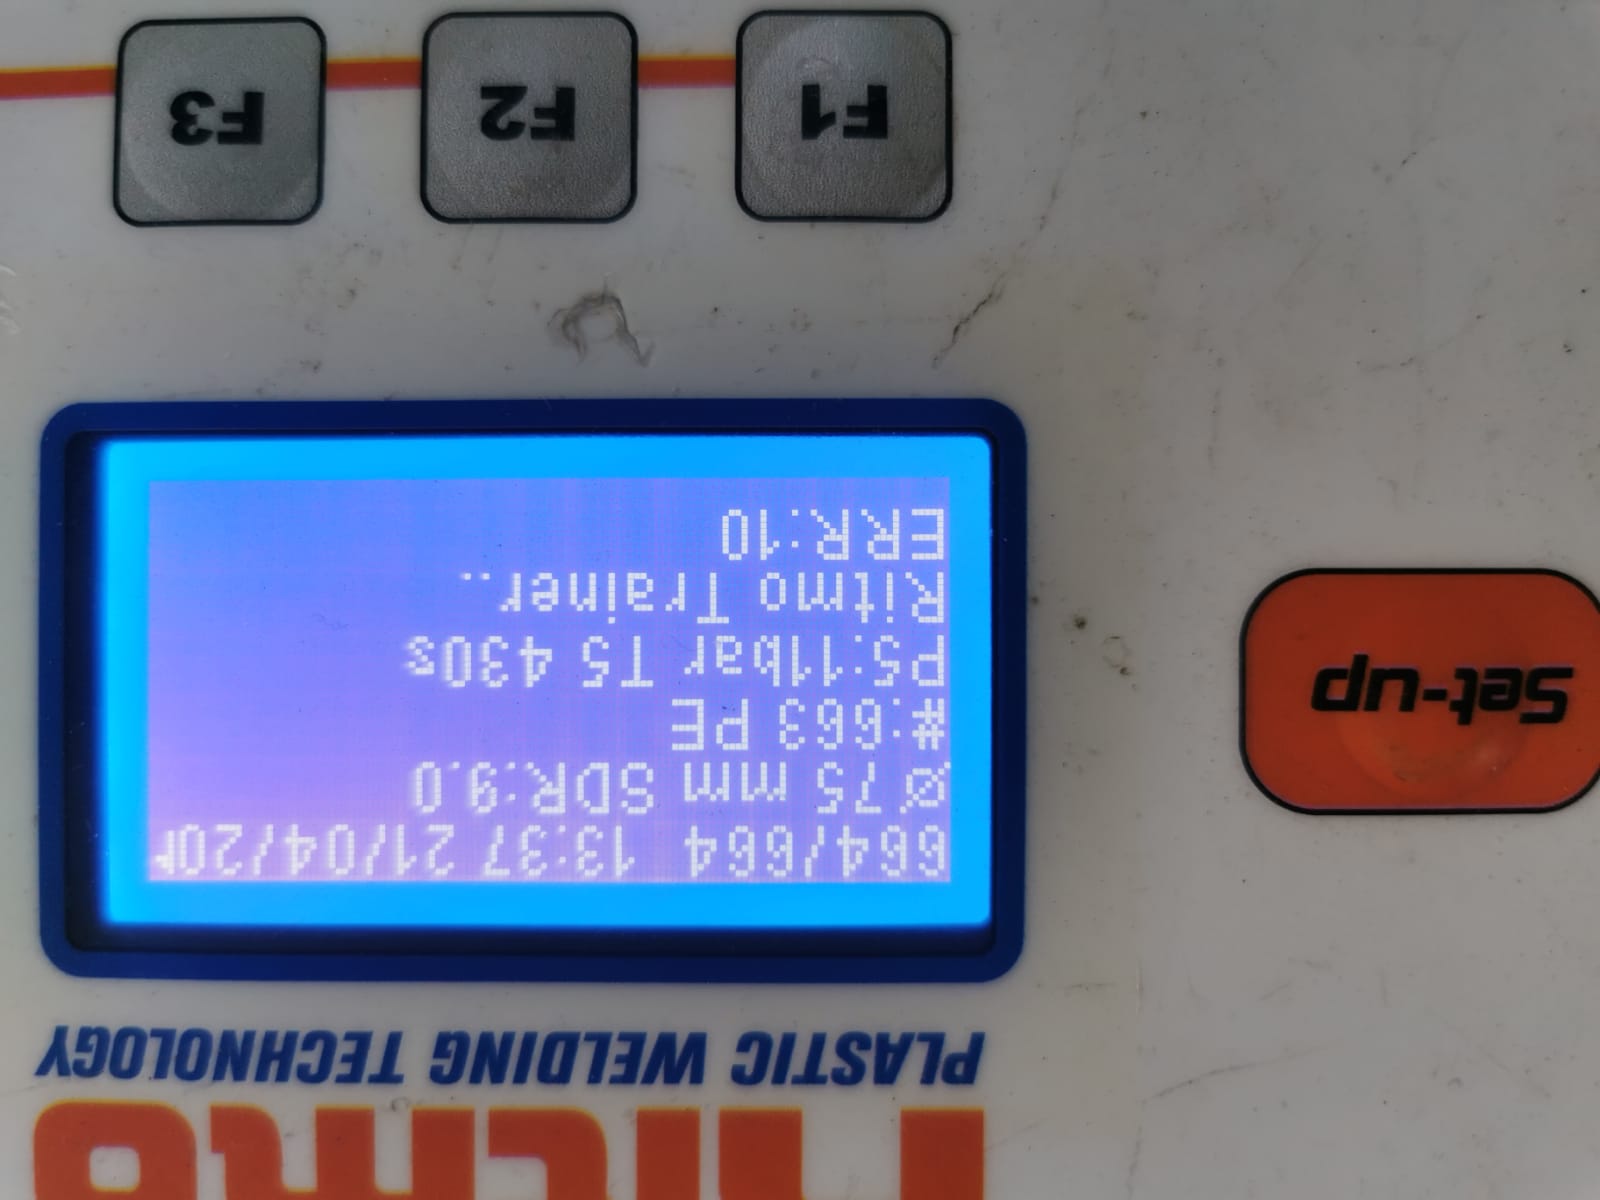 RITMO
PLASTIC WELDING TECHNOLOGY
664/664 13:37 21/04/20
Ø75 mm SDR:9.0
#:663 PE
P5:11bar T5 430s
Ritmo Trainer..
ERR:10
Set-up
F1 F2 F3